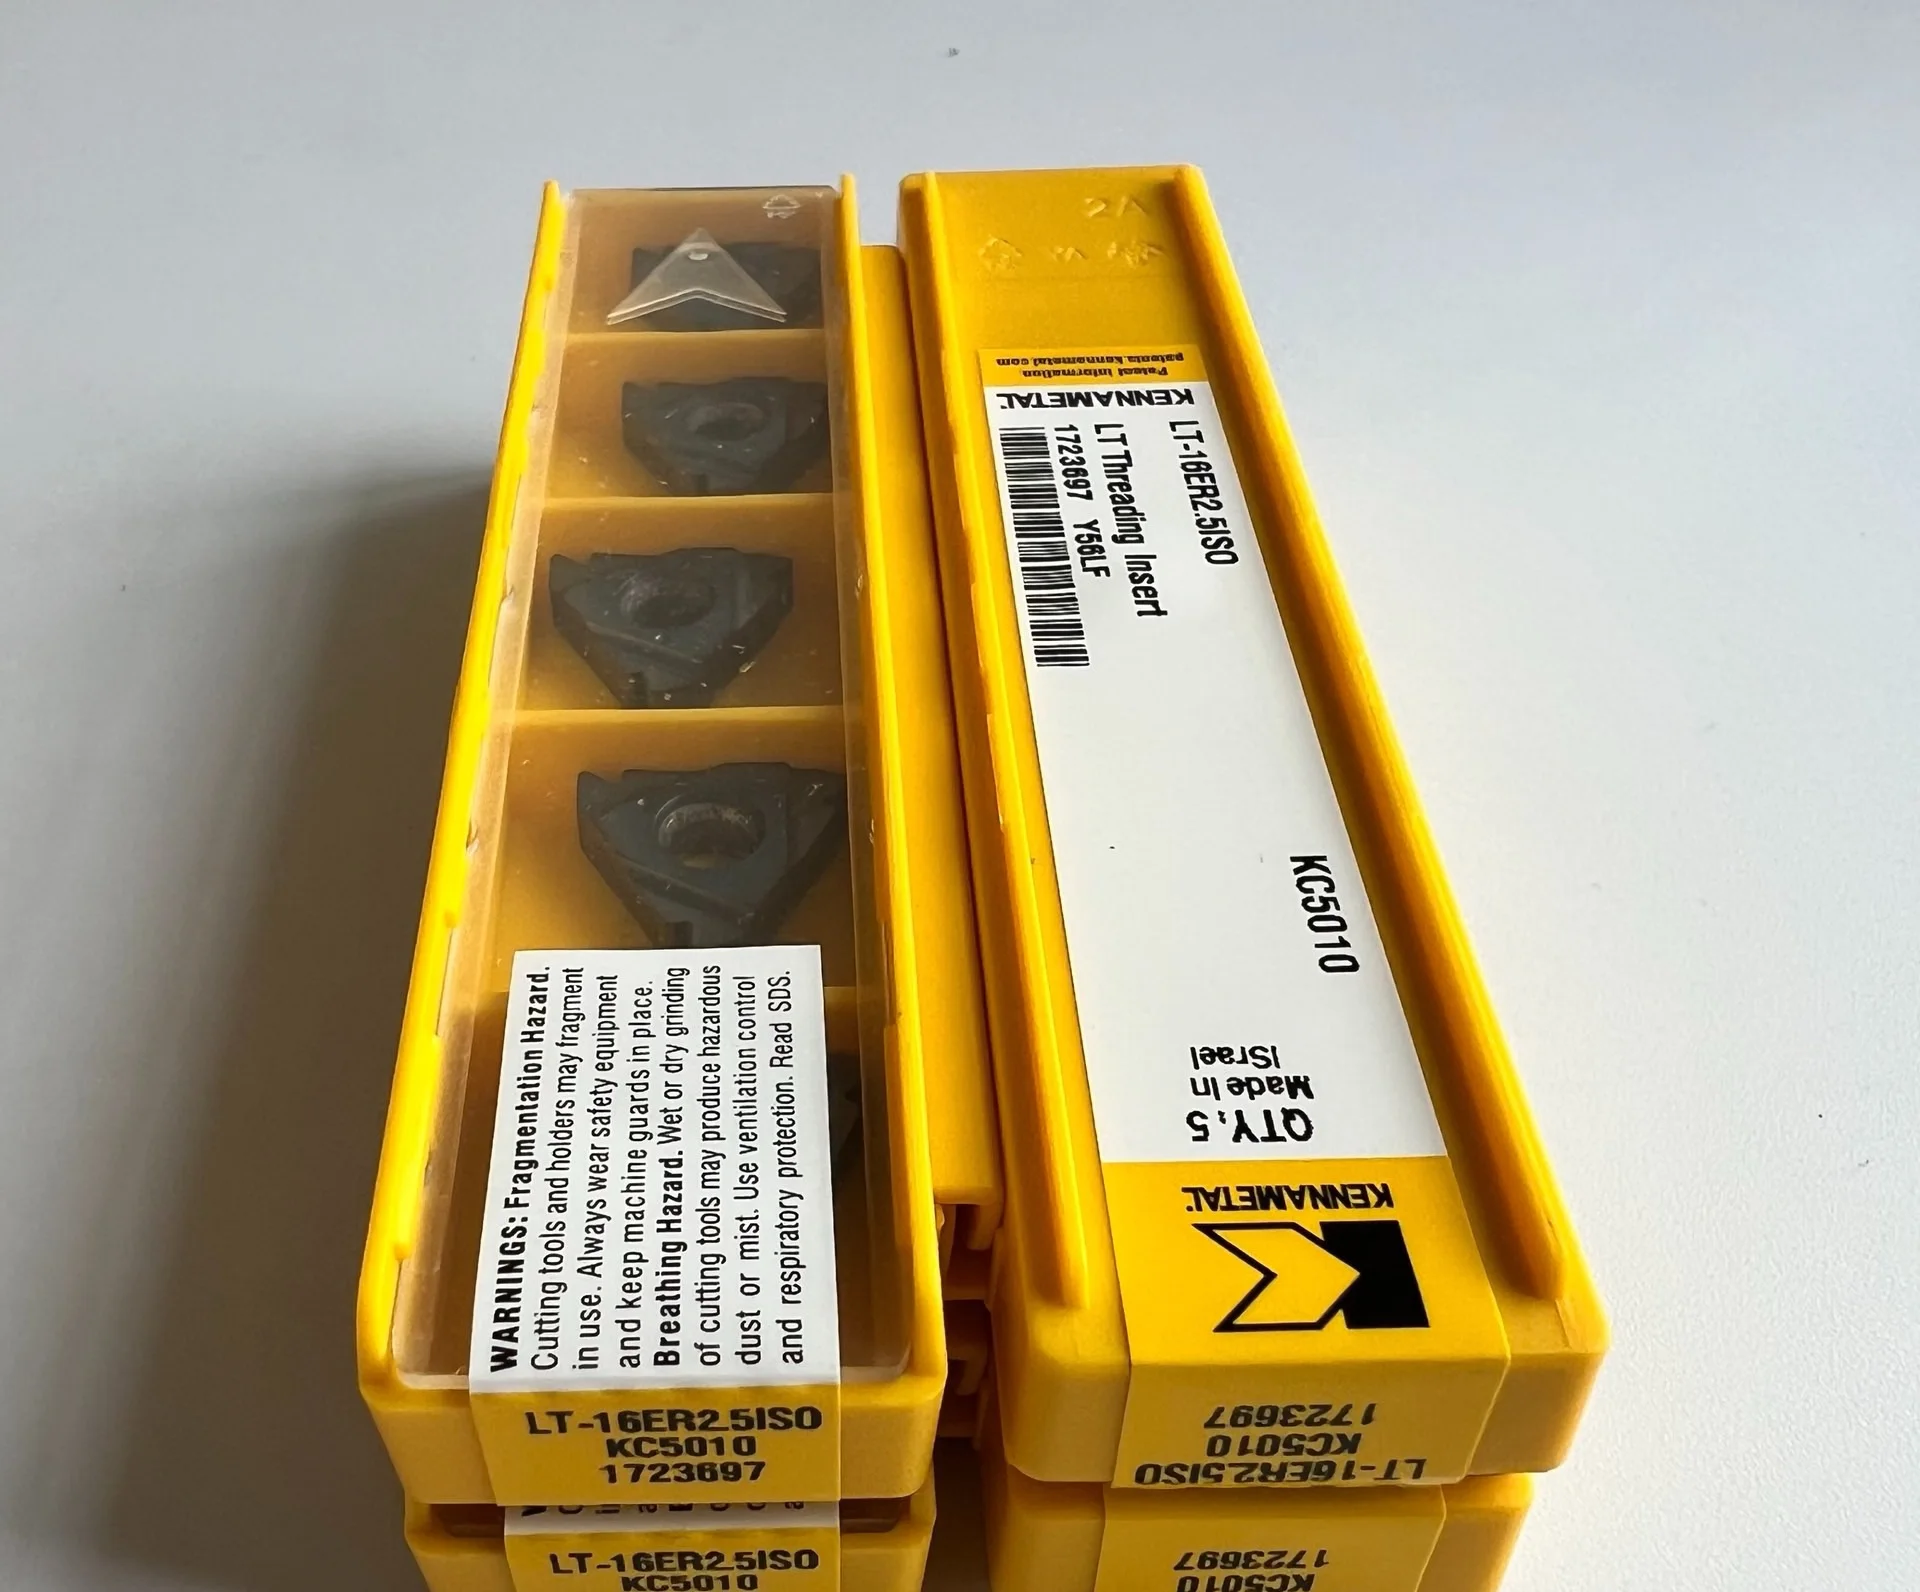 WARNINGS: Fragmentation Hazard.
Cutting tools and holders may fragment
in use. Always wear safety equipment
and keep machine guards in place.
Breathing Hazard. Wet or dry grinding
of cutting tools may produce hazardous
dust or mist. Use ventilation control
and respiratory protection. Read SDS.
LT-16ER2.5ISO
KC5010
1723697
LT-16ER2.5ISO
KC5010
2A
Patent information
patents.kennametal.com
KENNAMETAL
LT-16ER2.5ISO
LT Threading Insert
1723697 Y56LF
KC5010
QTY. 5
Made In
ISrael
KENNAMETAL
LT-16ER2.5ISO
KC5010
1723697
KC5010
1723697